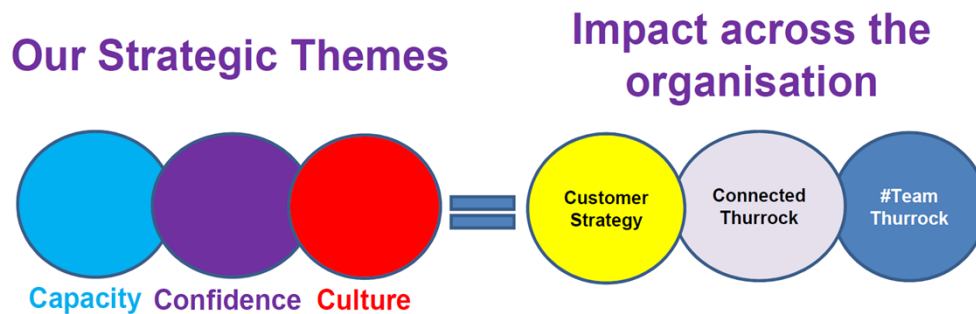 Our Strategic Themes
Impact across the
organisation
Customer
Strategy
Connected
Thurrock
#Team
Thurrock
Capacity
Confidence
Culture